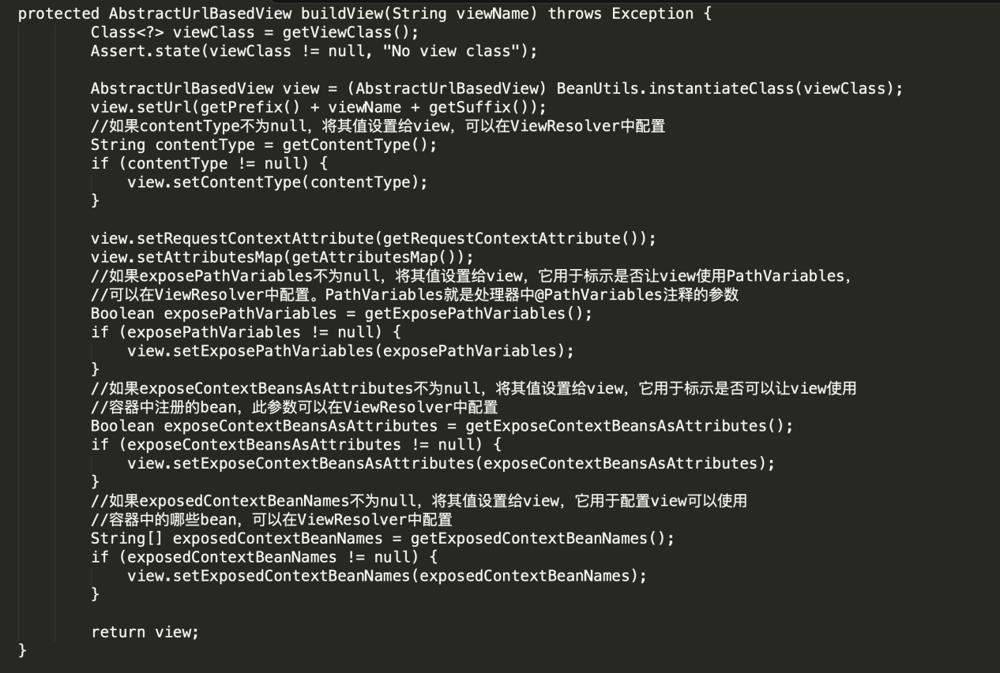 protected AbstractUrlBasedView buildView(String viewName) throws Exception {
Class<?> viewClass = getViewClass();
Assert.state(viewClass != null, "No view class");
AbstractUrlBasedView view = (AbstractUrlBasedView) BeanUtils.instantiateClass(viewClass);
view.setUrl(getPrefix() + viewName + getSuffix());
//如果contentType不为null，将其值设置给view，可以在ViewResolver中配置
String contentType = getContentType();
if (contentType != null) {
view.setContentType(contentType);
}
view.setRequestContextAttribute(getRequestContextAttribute());
view.setAttributesMap(getAttributesMap());
//如果exposePathVariables不为null，将其值设置给view，它用于标示是否让view使用PathVariables，
//可以在ViewResolver中配置。PathVariables就是处理器中@PathVariables注释的参数
Boolean exposePathVariables = getExposePathVariables();
if (exposePathVariables != null) {
view.setExposePathVariables(exposePathVariables);
}
//如果exposeContextBeansAsAttributes不为null，将其值设置给view，它用于标示是否可以让view使用
//容器中注册的bean，此参数可以在ViewResolver中配置
Boolean exposeContextBeansAsAttributes = getExposeContextBeansAsAttributes();
if (exposeContextBeansAsAttributes != null) {
view.setExposeContextBeansAsAttributes(exposeContextBeansAsAttributes);
}
//如果exposedContextBeanNames不为null，将其值设置给view，它用于配置view可以使用
//容器中的哪些bean，可以在ViewResolver中配置
String[] exposedContextBeanNames = getExposedContextBeanNames();
if (exposedContextBeanNames != null) {
view.setExposedContextBeanNames(exposedContextBeanNames);
}
return view;
}